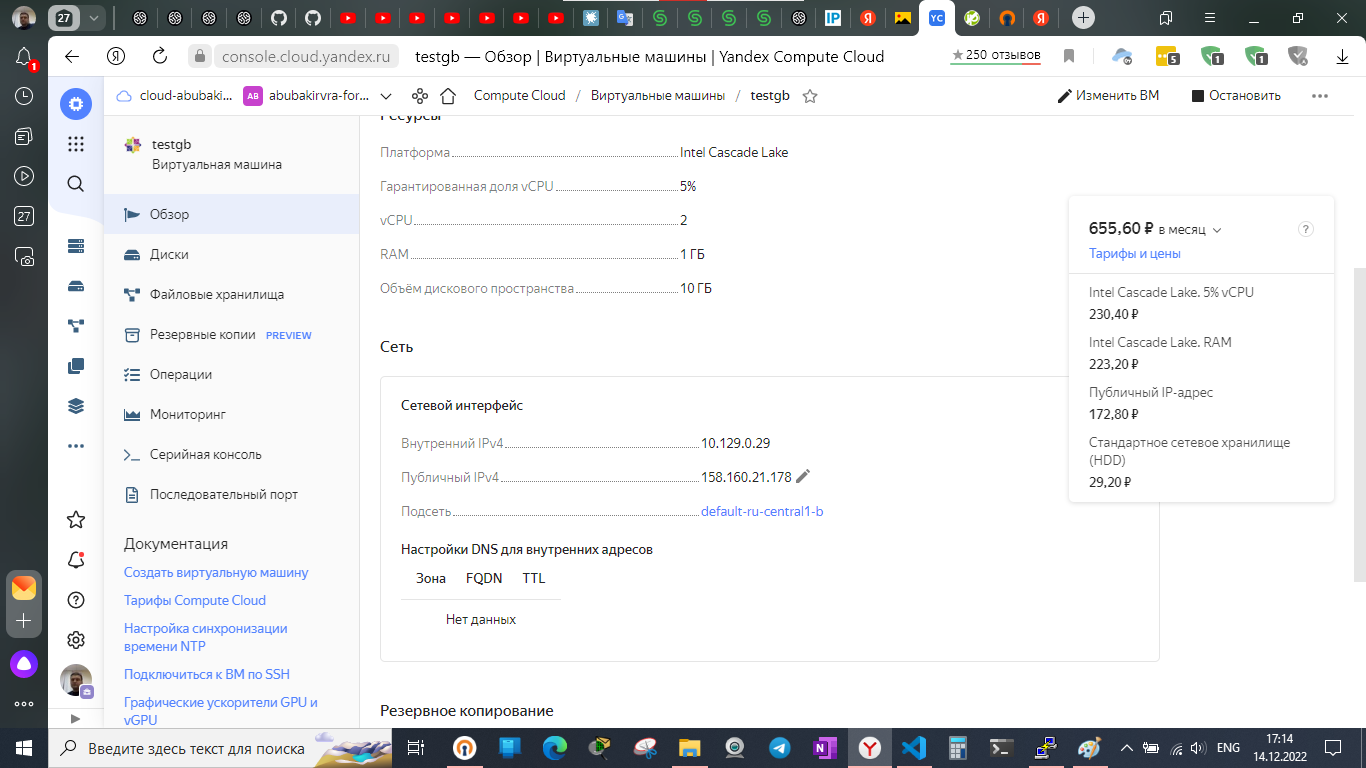 27
IP
YC
console.cloud.yandex.ru
testgb — Обзор | Виртуальные машины | Yandex Compute Cloud
★250 отзывов
5
1
1
1
27
cloud-abubaki...
AB
abubakirvra-for...
Compute Cloud / Виртуальные машины / testgb
Изменить ВМ
Остановить
testgb
Виртуальная машина
Обзор
Диски
Файловые хранилища
Резервные копии PREVIEW
Операции
Мониторинг
Серийная консоль
Последовательный порт
Документация
Создать виртуальную машину
Тарифы Compute Cloud
Настройка синхронизации
времени NTP
Подключиться к ВМ по SSH
Графические ускорители GPU и
vGPU
Ресурсы
Платформа Intel Cascade Lake
Гарантированная доля vCPU 5%
vCPU 2
RAM 1 ГБ
Объём дискового пространства 10 ГБ
Сеть
Сетевой интерфейс
Внутренний IPv4 10.129.0.29
Публичный IPv4 158.160.21.178
Подсеть default-ru-central1-b
Настройки DNS для внутренних адресов
Зона FQDN TTL
Нет данных
Резервное копирование
655,60 ₽ в месяц
?
Тарифы и цены
Intel Cascade Lake. 5% vCPU
230,40 ₽
Intel Cascade Lake. RAM
223,20 ₽
Публичный IP-адрес
172,80 ₽
Стандартное сетевое хранилище
(HDD)
29,20 ₽
Введите здесь текст для поиска
ENG
17:14
14.12.2022